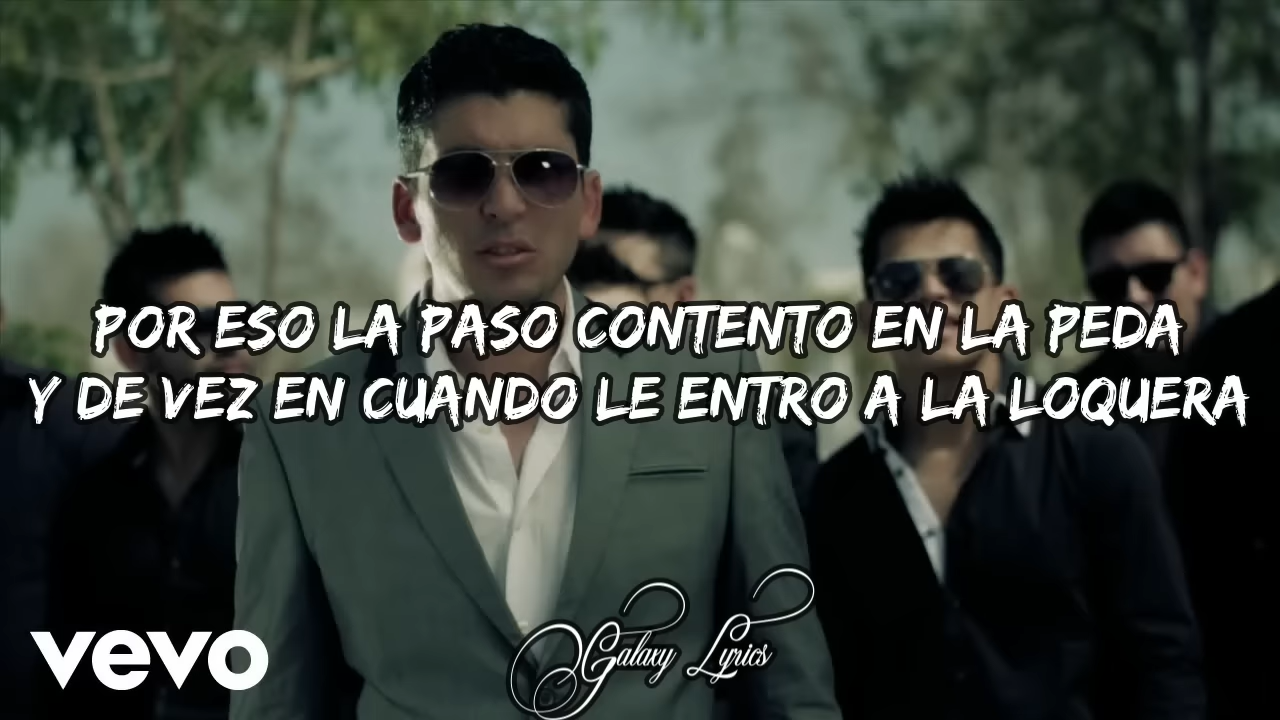 POR ESO LA PASO CONTENTO EN LA PEDA
Y DE VEZ EN CUANDO LE ENTRO A LA LOQUERA
vevo
Galaxy Lyrics